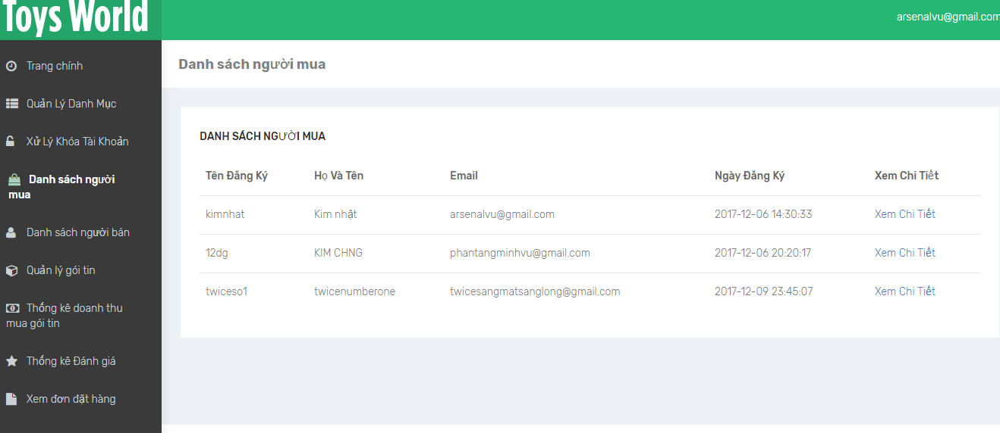 Toys World
arsenalvu@gmail.com
Trang chính
Quản Lý Danh Mục
Xử Lý Khóa Tài Khoản
Danh sách người
mua
Danh sách người bán
Quản lý gói tin
Thống kê doanh thu
mua gói tin
Thống kê Đánh giá
Xem đơn đặt hàng
Danh sách người mua
DANH SÁCH NGƯỜI MUA
Tên Đăng Ký Họ Và Tên Email Ngày Đăng Ký Xem Chi Tiết
kimnhat Kim nhật arsenalvu@gmail.com 2017-12-06 14:30:33 Xem Chi Tiết
12dg KIM CHNG phantangminhvu@gmail.com 2017-12-06 20:20:17 Xem Chi Tiết
twiceso1 twicenumberone twicesangmatsanglong@gmail.com 2017-12-09 23:45:07 Xem Chi Tiết